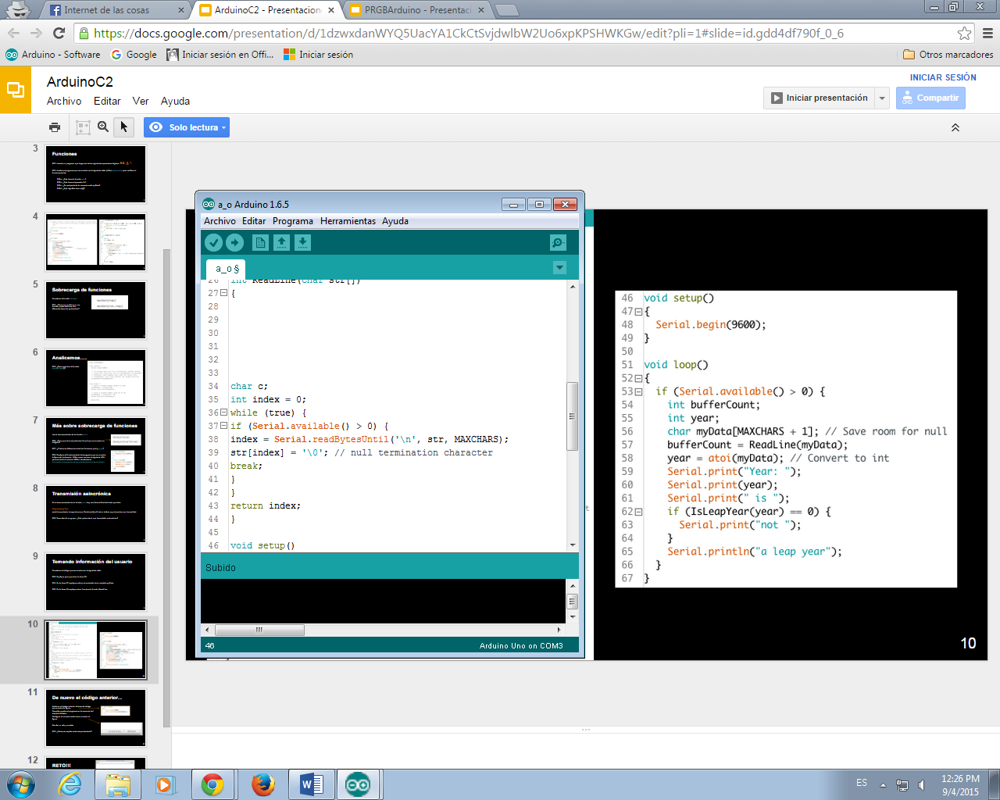 Internet de las cosas
ArduinoC2 - Presentacion
PRGBArduino - Presentaci
https://docs.google.com/presentation/d/1dzwxdanWYQ5UacYA1CkCtSvjdwlbW2Uo6xpKPSHWKGw/edit?pli=1#slide=id.gdd4df790f_0_6
Arduino - Software
Google
Iniciar sesión en Offi...
Iniciar sesión
Otros marcadores
ArduinoC2
INICIAR SESIÓN
Archivo Editar Ver Ayuda
Iniciar presentación
Compartir
Solo lectura
3
Funciones
4
5
Sobrecarga de funciones
6
Analicemos....
7
Más sobre sobrecarga de funciones
8
Transmisión asincrónica
9
Tomando información del usuario
10
11
De nuevo el código anterior...
12
RETO!!!
a_o Arduino 1.6.5
Archivo Editar Programa Herramientas Ayuda
a_o §
26 int ReadLine(char str[])
27 {
28
29
30
31
32
33
34 char c;
35 int index = 0;
36 while (true) {
37 if (Serial.available() > 0) {
38 index = Serial.readBytesUntil('\n', str, MAXCHARS);
39 str[index] = '\0'; // null termination character
40 break;
41 }
42 }
43 return index;
44 }
45
46 void setup()
Subido
46
Arduino Uno on COM3
46 void setup()
47 {
48 Serial.begin(9600);
49 }
50
51 void loop()
52 {
53 if (Serial.available() > 0) {
54 int bufferCount;
55 int year;
56 char myData[MAXCHARS + 1]; // Save room for null
57 bufferCount = ReadLine(myData);
58 year = atoi(myData); // Convert to int
59 Serial.print("Year: ");
60 Serial.print(year);
61 Serial.print(" is ");
62 if (IsLeapYear(year) == 0) {
63 Serial.print("not ");
64 }
65 Serial.println("a leap year");
66 }
67 }
10
ES
12:26 PM
9/4/2015